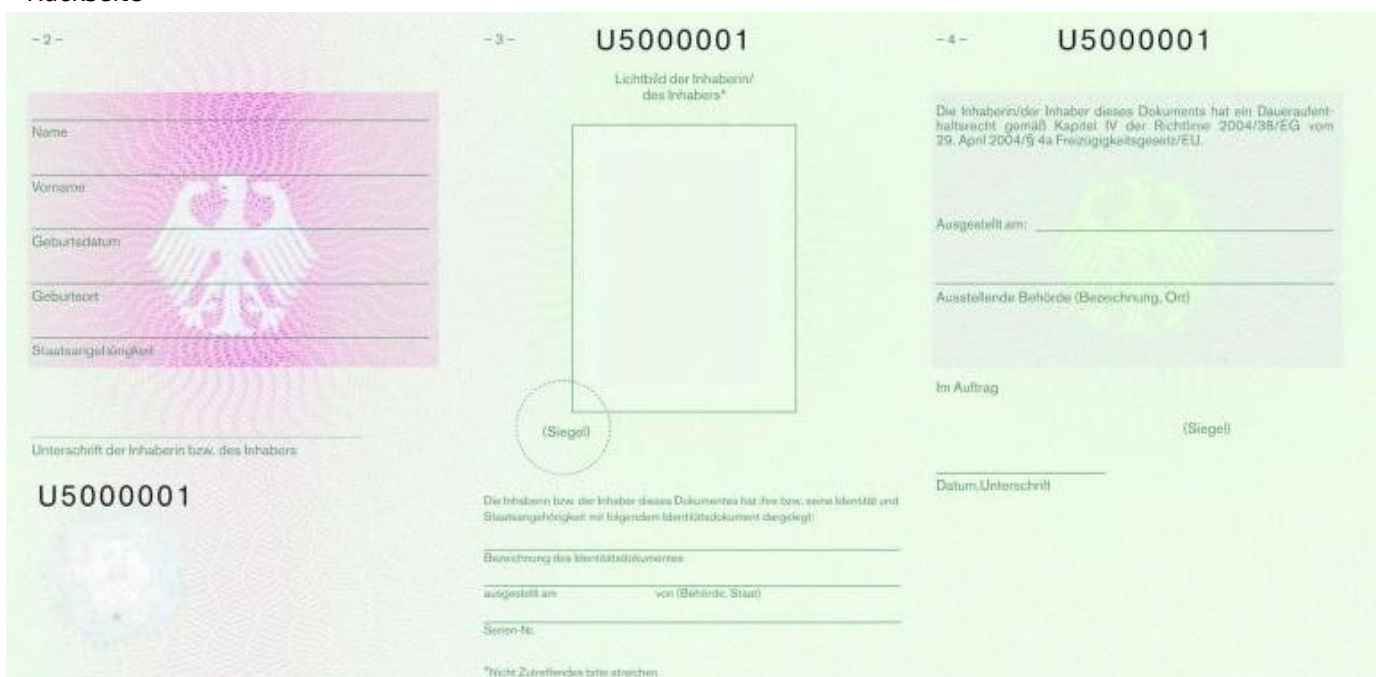 Rückseite
- 2 -
Name
Vorname
Geburtsdatum
Geburtsort
Staatsangehörigkeit
Unterschrift der Inhaberin bzw. des Inhabers
U5000001
- 3 -
U5000001
Lichtbild der Inhaberin/
des Inhabers*
(Siegel)
Die Inhaberin bzw. der Inhaber dieses Dokumentes hat ihre bzw. seine Identität und
Staatsangehörigkeit mit folgendem Identitätsdokument dargelegt:
Bezeichnung des Identitätsdokumentes
ausgestellt am von (Behörde, Staat)
Serien-Nr.
*Nicht Zutreffendes bitte streichen
- 4 -
U5000001
Die Inhaberin/der Inhaber dieses Dokuments hat ein Daueraufent-
haltsrecht gemäß Kapitel IV der Richtlinie 2004/38/EG vom
29. April 2004/§ 4a Freizügigkeitsgesetz/EU.
Ausgestellt am:
Ausstellende Behörde (Bezeichnung, Ort)
Im Auftrag
(Siegel)
Datum, Unterschrift